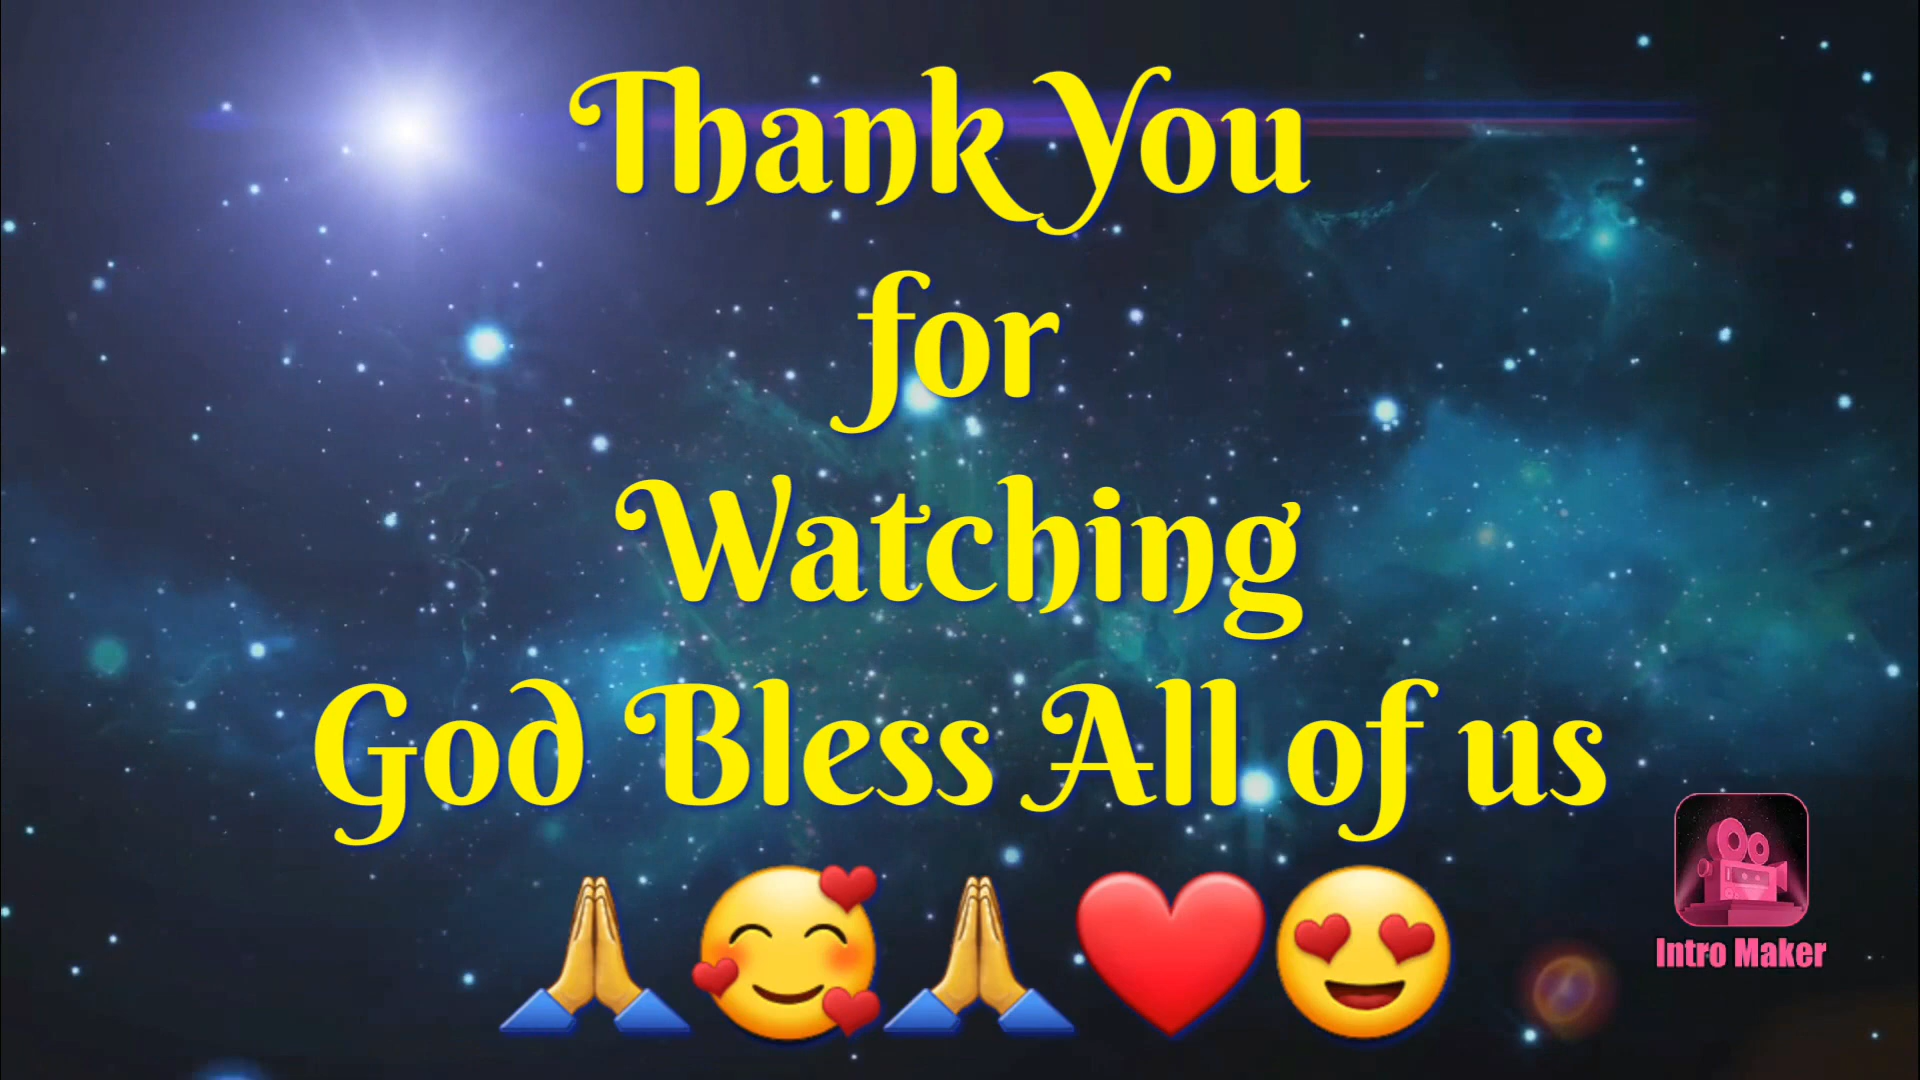 Thank You
for
Watching
God Bless All of us
🙏🥰🙏❤️😍
Intro Maker